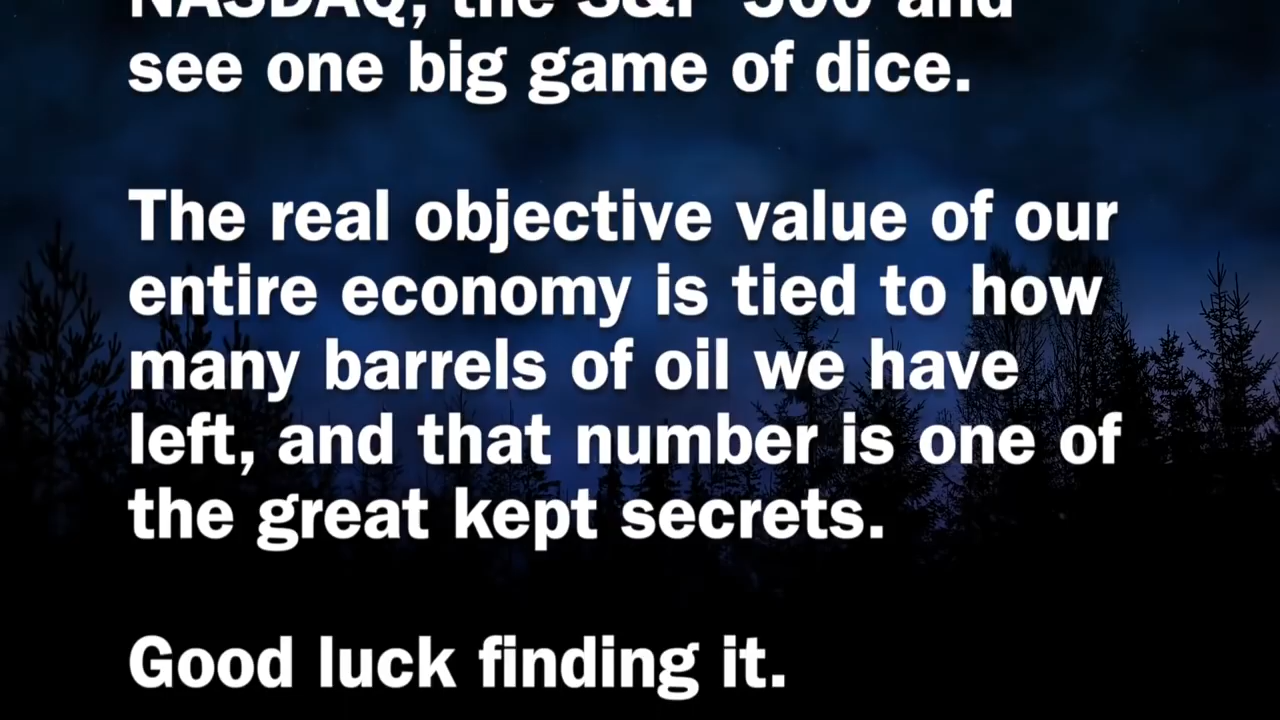 NASDAQ, the S&P 500 and
see one big game of dice.
The real objective value of our
entire economy is tied to how
many barrels of oil we have
left, and that number is one of
the great kept secrets.
Good luck finding it.